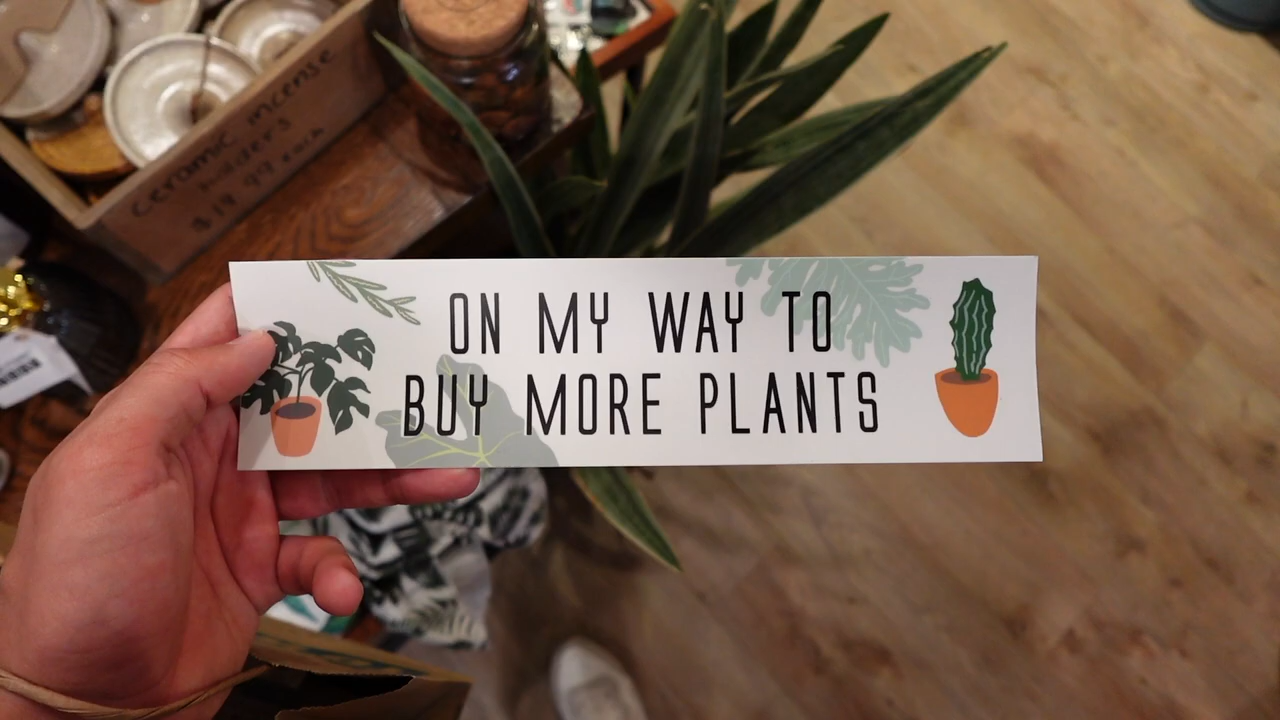 Ceramic incense
holders
$19.99 each
ON MY WAY TO
BUY MORE PLANTS